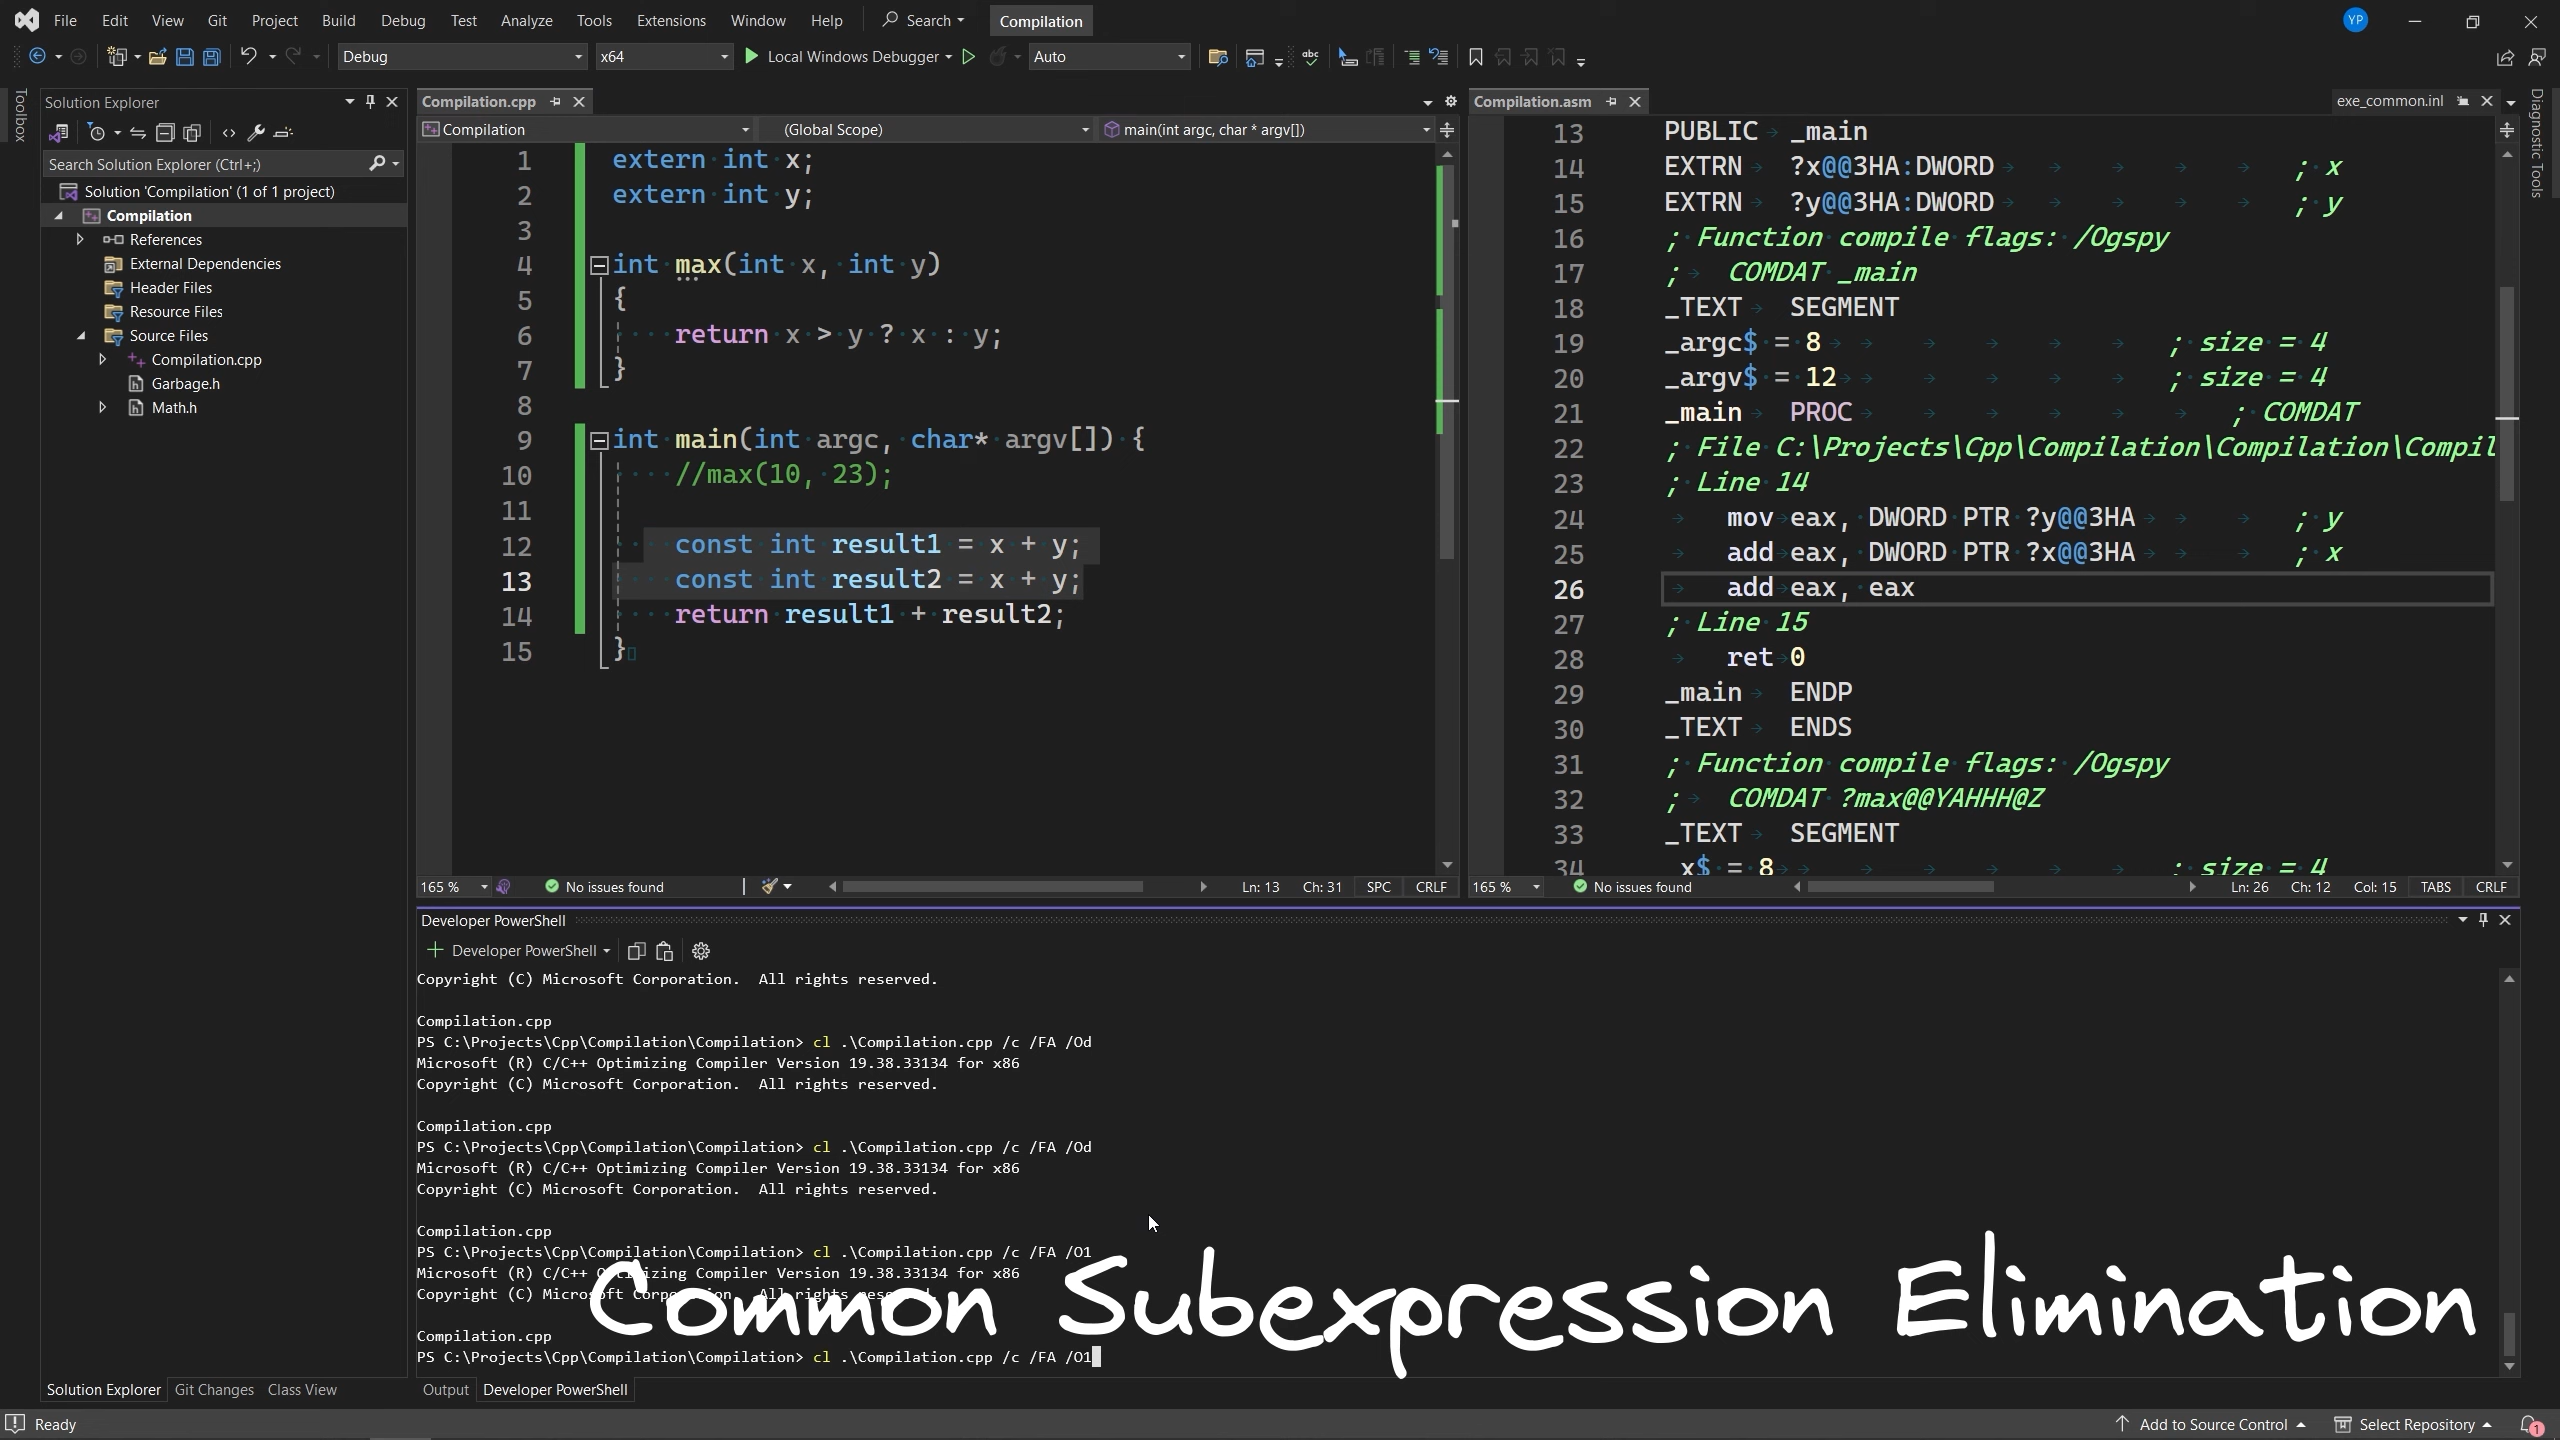 File Edit View Git Project Build Debug Test Analyze Tools Extensions Window Help Search Compilation YP
Debug x64 Local Windows Debugger Auto
Toolbox
Solution Explorer
Search Solution Explorer (Ctrl+;)
Solution 'Compilation' (1 of 1 project)
Compilation
References
External Dependencies
Header Files
Resource Files
Source Files
Compilation.cpp
Garbage.h
Math.h
Solution Explorer Git Changes Class View
Compilation.cpp
Compilation (Global Scope) main(int argc, char * argv[])
1 extern int x;
2 extern int y;
3
4 int max(int x, int y)
5 {
6 return x > y ? x : y;
7 }
8
9 int main(int argc, char* argv[]) {
10 //max(10, 23);
11
12 const int result1 = x + y;
13 const int result2 = x + y;
14 return result1 + result2;
15 }
165 % No issues found Ln: 13 Ch: 31 SPC CRLF
Compilation.asm exe_common.inl
13 PUBLIC _main
14 EXTRN ?x@@3HA:DWORD ; x
15 EXTRN ?y@@3HA:DWORD ; y
16 ; Function compile flags: /Ogspy
17 ; COMDAT _main
18 _TEXT SEGMENT
19 _argc$ = 8 ; size = 4
20 _argv$ = 12 ; size = 4
21 _main PROC ; COMDAT
22 ; File C:\Projects\Cpp\Compilation\Compilation\Compil
23 ; Line 14
24 mov eax, DWORD PTR ?y@@3HA ; y
25 add eax, DWORD PTR ?x@@3HA ; x
26 add eax, eax
27 ; Line 15
28 ret 0
29 _main ENDP
30 _TEXT ENDS
31 ; Function compile flags: /Ogspy
32 ; COMDAT ?max@@YAHHH@Z
33 _TEXT SEGMENT
34 _x$ = 8 ; size = 4
165 % No issues found Ln: 26 Ch: 12 Col: 15 TABS CRLF
Diagnostic Tools
Developer PowerShell
Developer PowerShell
Copyright (C) Microsoft Corporation. All rights reserved.
Compilation.cpp
PS C:\Projects\Cpp\Compilation\Compilation> cl .\Compilation.cpp /c /FA /Od
Microsoft (R) C/C++ Optimizing Compiler Version 19.38.33134 for x86
Copyright (C) Microsoft Corporation. All rights reserved.
Compilation.cpp
PS C:\Projects\Cpp\Compilation\Compilation> cl .\Compilation.cpp /c /FA /Od
Microsoft (R) C/C++ Optimizing Compiler Version 19.38.33134 for x86
Copyright (C) Microsoft Corporation. All rights reserved.
Compilation.cpp
PS C:\Projects\Cpp\Compilation\Compilation> cl .\Compilation.cpp /c /FA /O1
Microsoft (R) C/C++ Optimizing Compiler Version 19.38.33134 for x86
Copyright (C) Microsoft Corporation. All rights reserved.
Compilation.cpp
PS C:\Projects\Cpp\Compilation\Compilation> cl .\Compilation.cpp /c /FA /O1
Common Subexpression Elimination
Output Developer PowerShell
Ready Add to Source Control Select Repository 1